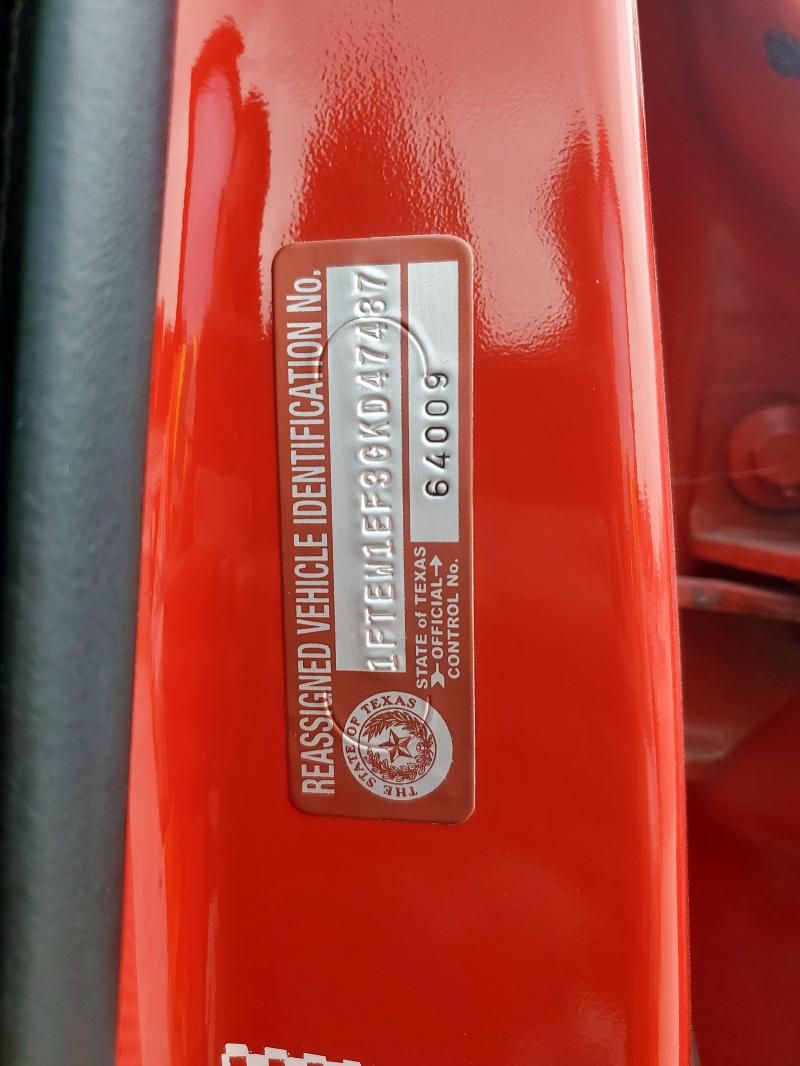 REASSIGNED VEHICLE IDENTIFICATION No.
1FTEW1EF3GKD47487
THE STATE OF TEXAS
STATE of TEXAS
OFFICIAL
CONTROL No.
64009